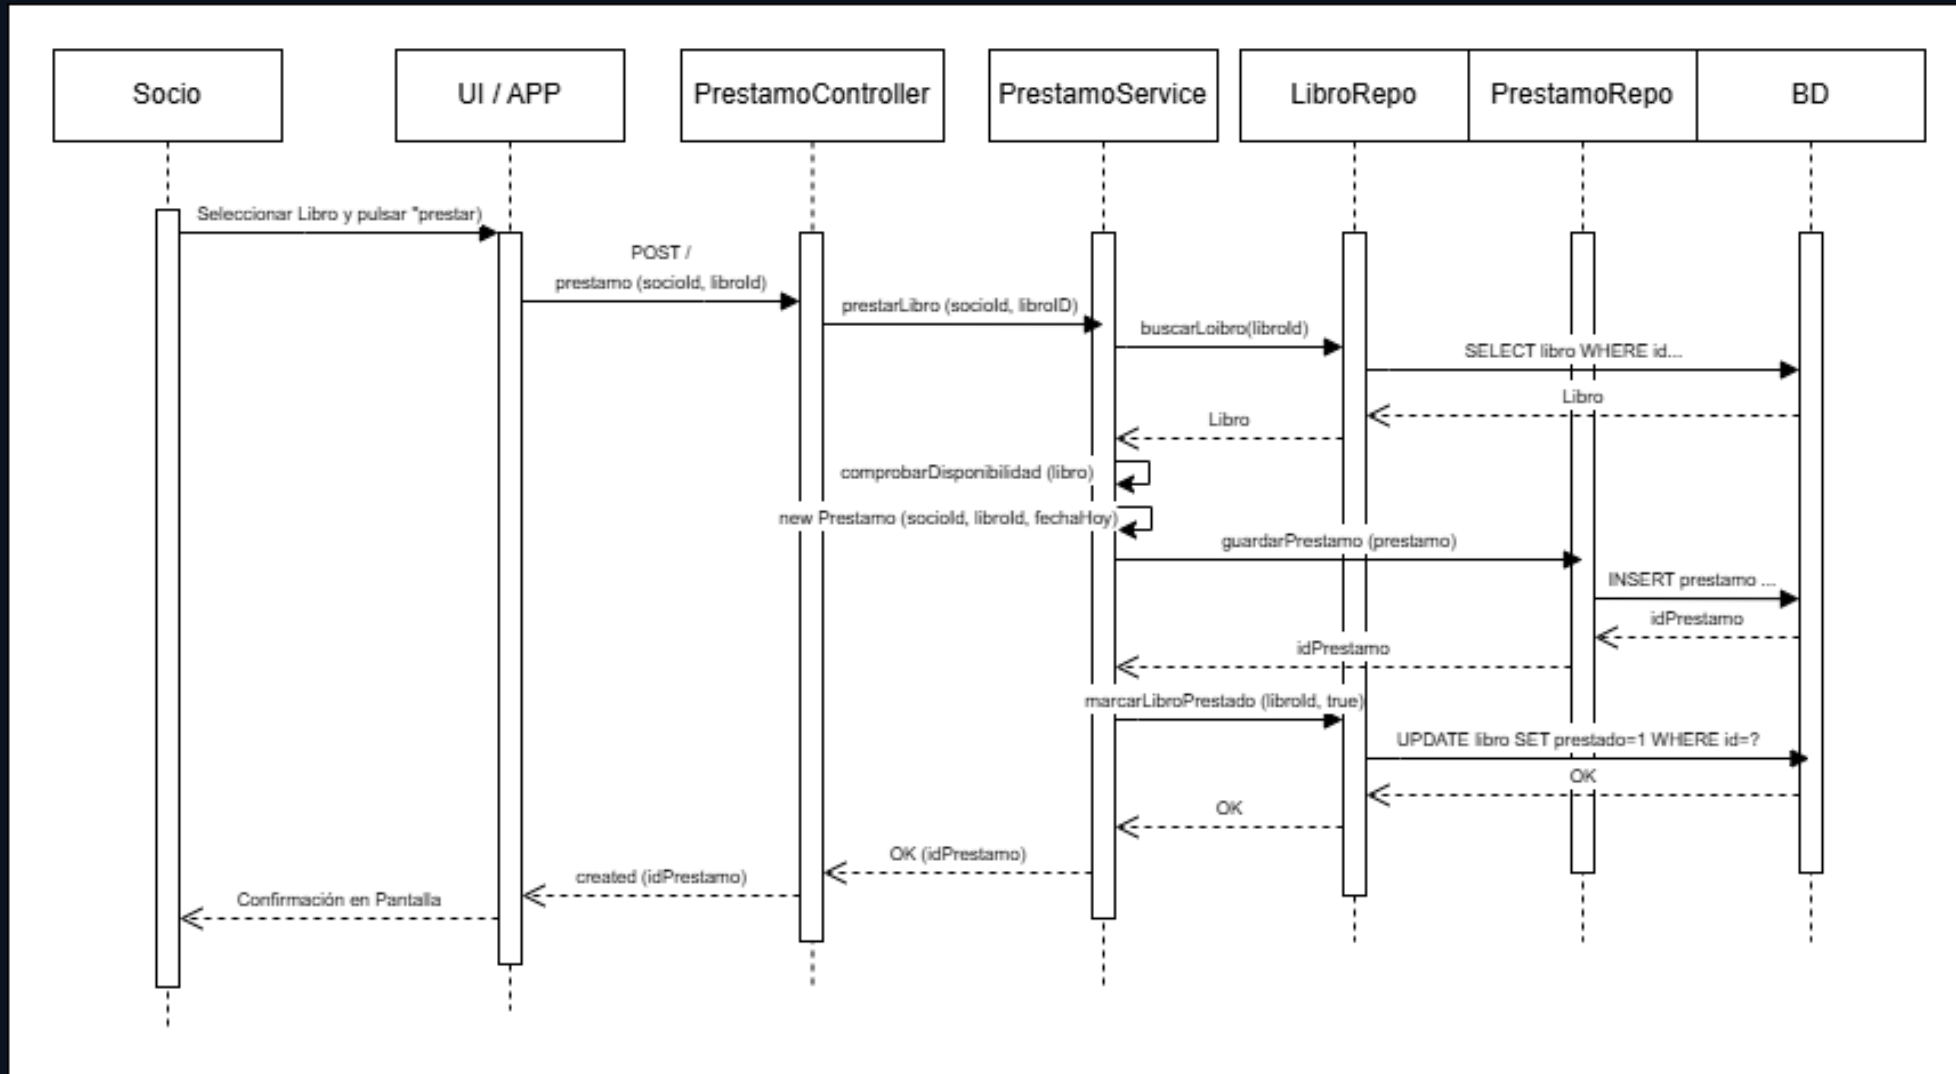 Socio
UI / APP
PrestamoController
PrestamoService
LibroRepo
PrestamoRepo
BD
Seleccionar Libro y pulsar "prestar)
POST /
prestamo (socioId, libroId)
prestarLibro (socioId, libroID)
buscarLoibro(libroId)
SELECT libro WHERE id...
Libro
Libro
comprobarDisponibilidad (libro)
new Prestamo (socioId, libroId, fechaHoy)
guardarPrestamo (prestamo)
INSERT prestamo ...
idPrestamo
idPrestamo
marcarLibroPrestado (libroId, true)
UPDATE libro SET prestado=1 WHERE id=?
OK
OK
OK (idPrestamo)
created (idPrestamo)
Confirmación en Pantalla